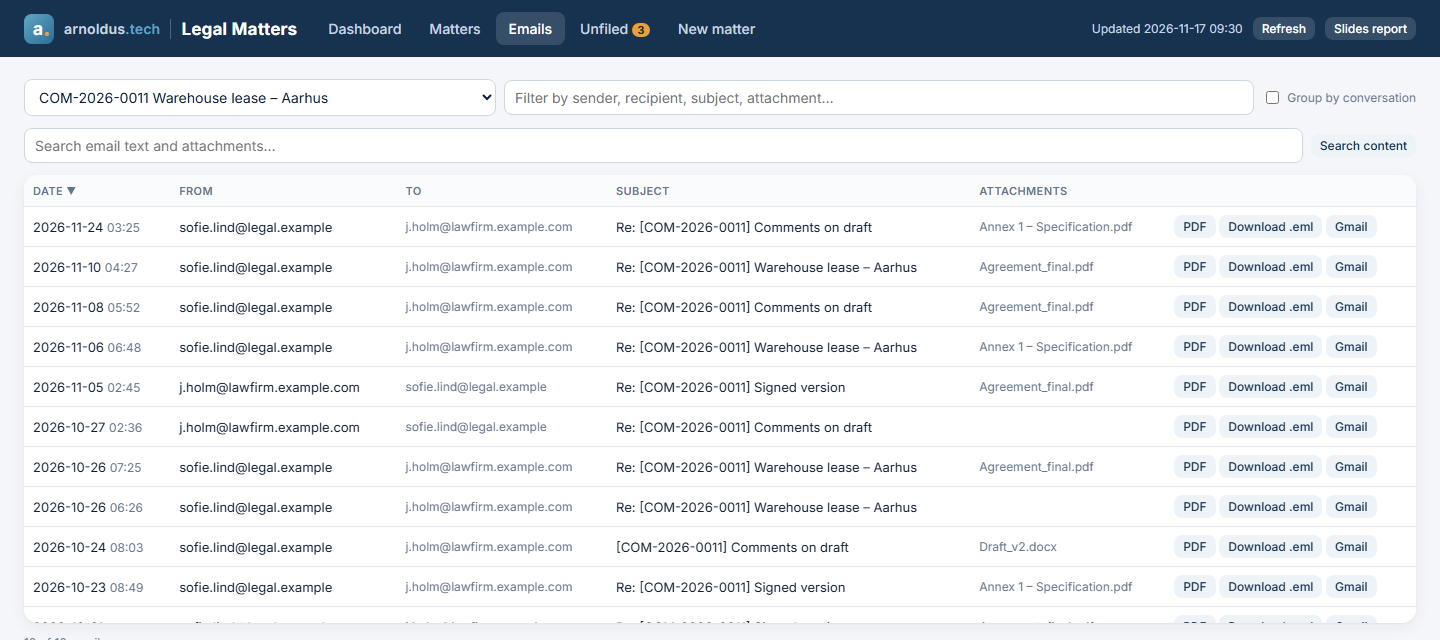 a. arnoldus.tech Legal Matters Dashboard Matters Emails Unfiled 3 New matter Updated 2026-11-17 09:30 Refresh Slides report
COM-2026-0011 Warehouse lease – Aarhus Filter by sender, recipient, subject, attachment... Group by conversation
Search email text and attachments... Search content
DATE ▼ FROM TO SUBJECT ATTACHMENTS
2026-11-24 03:25 sofie.lind@legal.example j.holm@lawfirm.example.com Re: [COM-2026-0011] Comments on draft Annex 1 – Specification.pdf PDF Download .eml Gmail
2026-11-10 04:27 sofie.lind@legal.example j.holm@lawfirm.example.com Re: [COM-2026-0011] Warehouse lease – Aarhus Agreement_final.pdf PDF Download .eml Gmail
2026-11-08 05:52 sofie.lind@legal.example j.holm@lawfirm.example.com Re: [COM-2026-0011] Comments on draft Agreement_final.pdf PDF Download .eml Gmail
2026-11-06 06:48 sofie.lind@legal.example j.holm@lawfirm.example.com Re: [COM-2026-0011] Warehouse lease – Aarhus Annex 1 – Specification.pdf PDF Download .eml Gmail
2026-11-05 02:45 j.holm@lawfirm.example.com sofie.lind@legal.example Re: [COM-2026-0011] Signed version Agreement_final.pdf PDF Download .eml Gmail
2026-10-27 02:36 j.holm@lawfirm.example.com sofie.lind@legal.example Re: [COM-2026-0011] Comments on draft PDF Download .eml Gmail
2026-10-26 07:25 sofie.lind@legal.example j.holm@lawfirm.example.com Re: [COM-2026-0011] Warehouse lease – Aarhus Agreement_final.pdf PDF Download .eml Gmail
2026-10-26 06:26 sofie.lind@legal.example j.holm@lawfirm.example.com Re: [COM-2026-0011] Warehouse lease – Aarhus PDF Download .eml Gmail
2026-10-24 08:03 sofie.lind@legal.example j.holm@lawfirm.example.com [COM-2026-0011] Comments on draft Draft_v2.docx PDF Download .eml Gmail
2026-10-23 08:49 sofie.lind@legal.example j.holm@lawfirm.example.com Re: [COM-2026-0011] Signed version Annex 1 – Specification.pdf PDF Download .eml Gmail